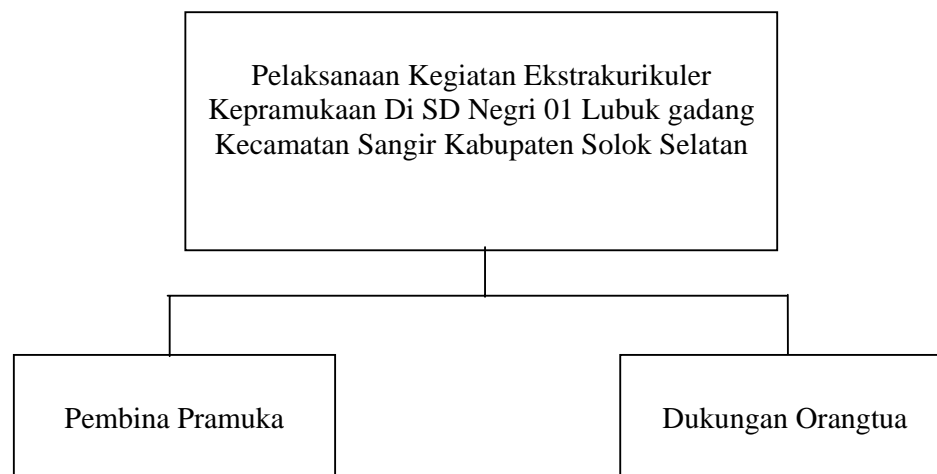 Pelaksanaan Kegiatan Ekstrakurikuler
Kepramukaan Di SD Negri 01 Lubuk gadang
Kecamatan Sangir Kabupaten Solok Selatan
Pembina Pramuka
Dukungan Orangtua